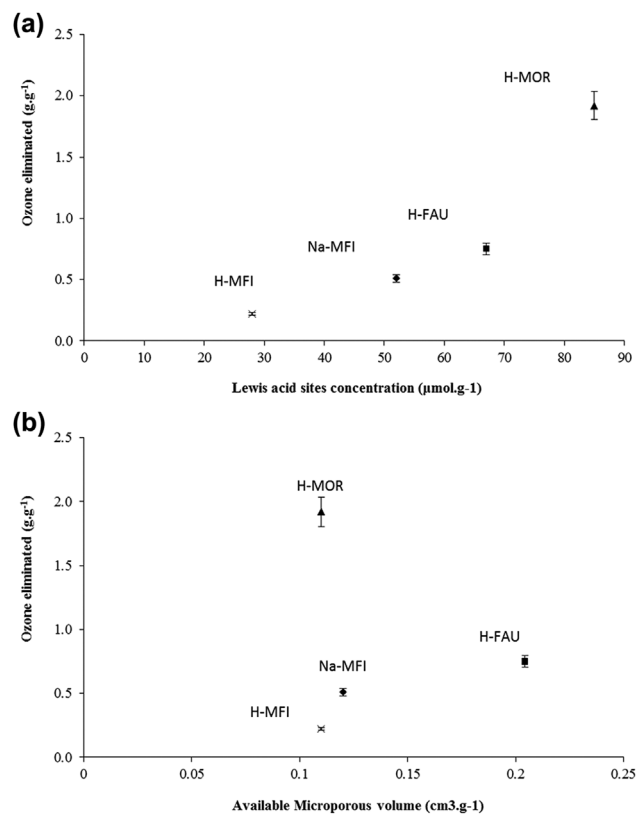 (a)
2.5
2.0
1.5
1.0
0.5
0.0
Ozone eliminated (g.g-1)
H-MOR
H-FAU
Na-MFI
H-MFI
0 10 20 30 40 50 60 70 80 90
Lewis acid sites concentration (µmol.g-1)
(b)
2.5
2.0
1.5
1.0
0.5
0.0
Ozone eliminated (g.g-1)
H-MOR
H-FAU
Na-MFI
H-MFI
0 0.1 0.15 0.2 0.25
Available Microporous volume (cm3.g-1)